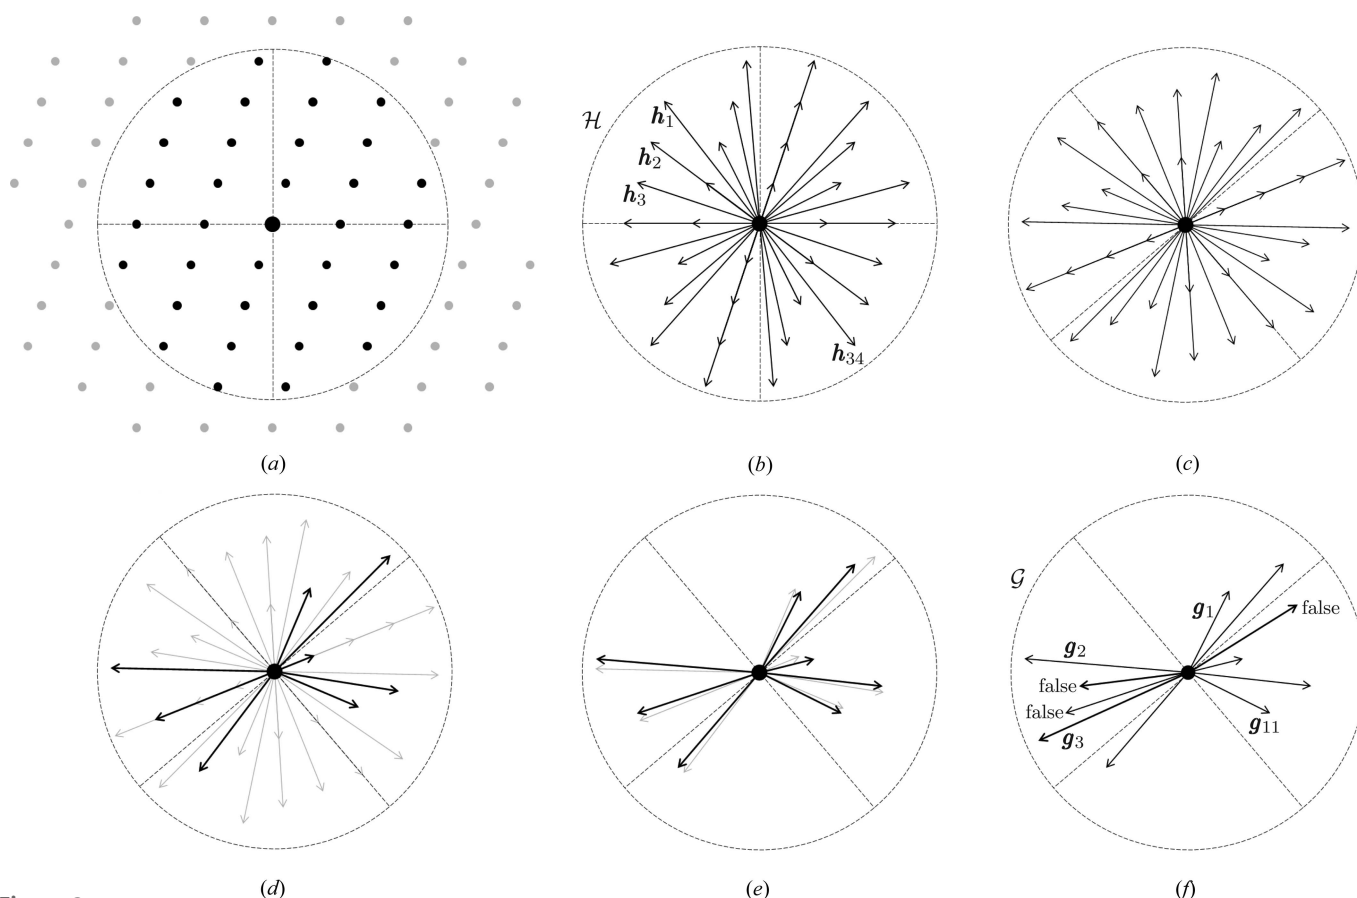 ℋ
h₁
h₂
h₃
h₃₄
(a)
(b)
(c)
𝒢
g₁
false
g₂
false
false
g₃
g₁₁
(d)
(e)
(f)